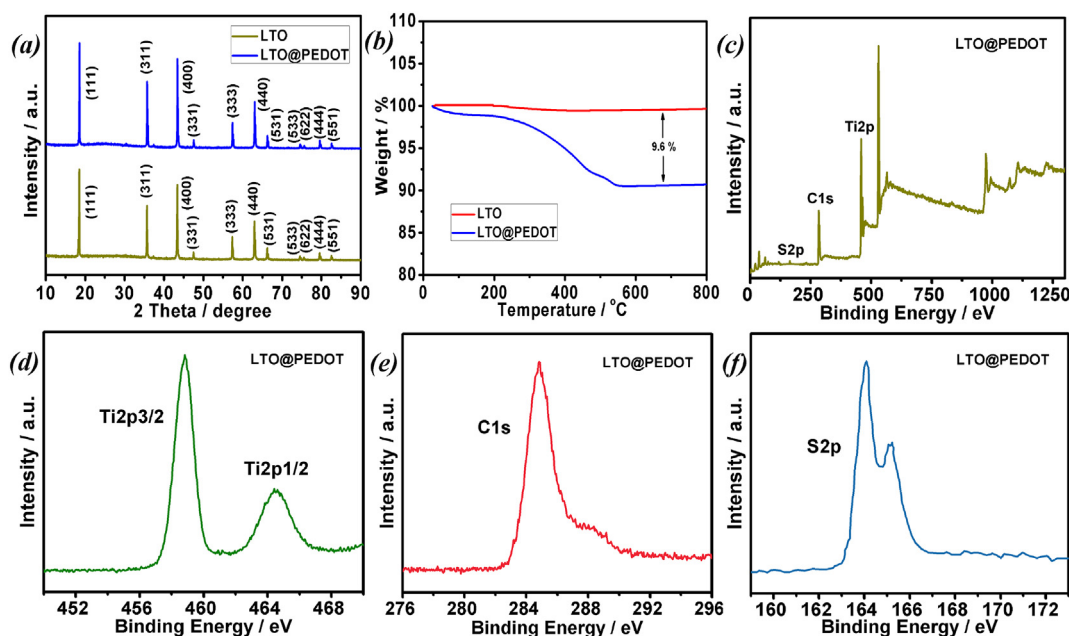 (a)
LTO
LTO@PEDOT
(111)
(311)
(400)
(331)
(333)
(440)
(531)
(533)
(622)
(444)
(551)
(111)
(311)
(400)
(331)
(333)
(440)
(531)
(533)
(622)
(444)
(551)
Intensity / a.u.
10 20 30 40 50 60 70 80 90
2 Theta / degree
(b)
LTO
LTO@PEDOT
9.6 %
Weight / %
100
95
90
85
80
100
105
110
0 200 400 600 800
Temperature / °C
(c)
LTO@PEDOT
S2p
C1s
Ti2p
Intensity / a.u.
0 250 500 750 1000 1250
Binding Energy / eV
(d)
LTO@PEDOT
Ti2p3/2
Ti2p1/2
Intensity / a.u.
452 456 460 464 468
Binding Energy / eV
(e)
LTO@PEDOT
C1s
Intensity / a.u.
276 280 284 288 292 296
Binding Energy / eV
(f)
LTO@PEDOT
S2p
Intensity / a.u.
160 162 164 166 168 170 172
Binding Energy / eV